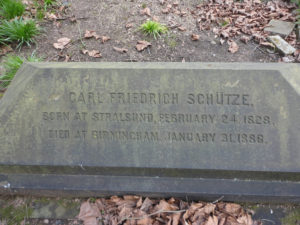 CARL FRIEDRICH SCHÜTZE,
BORN AT STRALSUND, FEBRUARY 24. 1828,
DIED AT BIRMINGHAM, JANUARY 31. 1886.